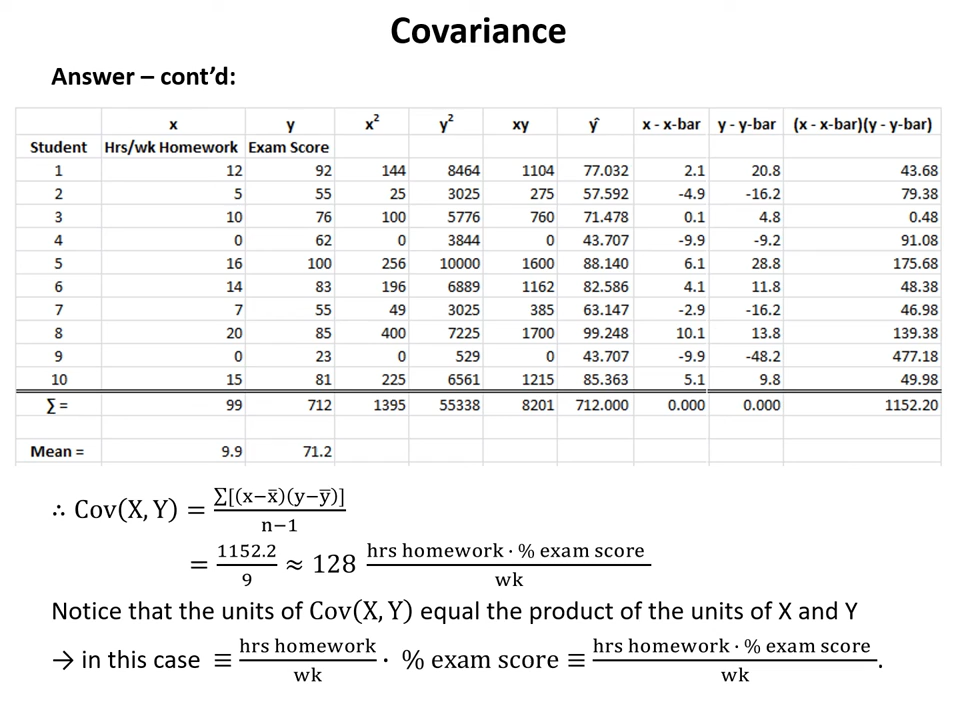 Covariance
Answer – cont’d:
x y x² y² xy ŷ x - x-bar y - y-bar (x - x-bar)(y - y-bar)
Student Hrs/wk Homework Exam Score
1 12 92 144 8464 1104 77.032 2.1 20.8 43.68
2 5 55 25 3025 275 57.592 -4.9 -16.2 79.38
3 10 76 100 5776 760 71.478 0.1 4.8 0.48
4 0 62 0 3844 0 43.707 -9.9 -9.2 91.08
5 16 100 256 10000 1600 88.140 6.1 28.8 175.68
6 14 83 196 6889 1162 82.586 4.1 11.8 48.38
7 7 55 49 3025 385 63.147 -2.9 -16.2 46.98
8 20 85 400 7225 1700 99.248 10.1 13.8 139.38
9 0 23 0 529 0 43.707 -9.9 -48.2 477.18
10 15 81 225 6561 1215 85.363 5.1 9.8 49.98
∑ = 99 712 1395 55338 8201 712.000 0.000 0.000 1152.20
Mean = 9.9 71.2
∴ Cov(X, Y) = ∑[(x−x̅)(y−y̅)] / n−1
= 1152.2 / 9 ≈ 128 hrs homework · % exam score / wk
Notice that the units of Cov(X, Y) equal the product of the units of X and Y
→ in this case ≡ hrs homework / wk · % exam score ≡ hrs homework · % exam score / wk.